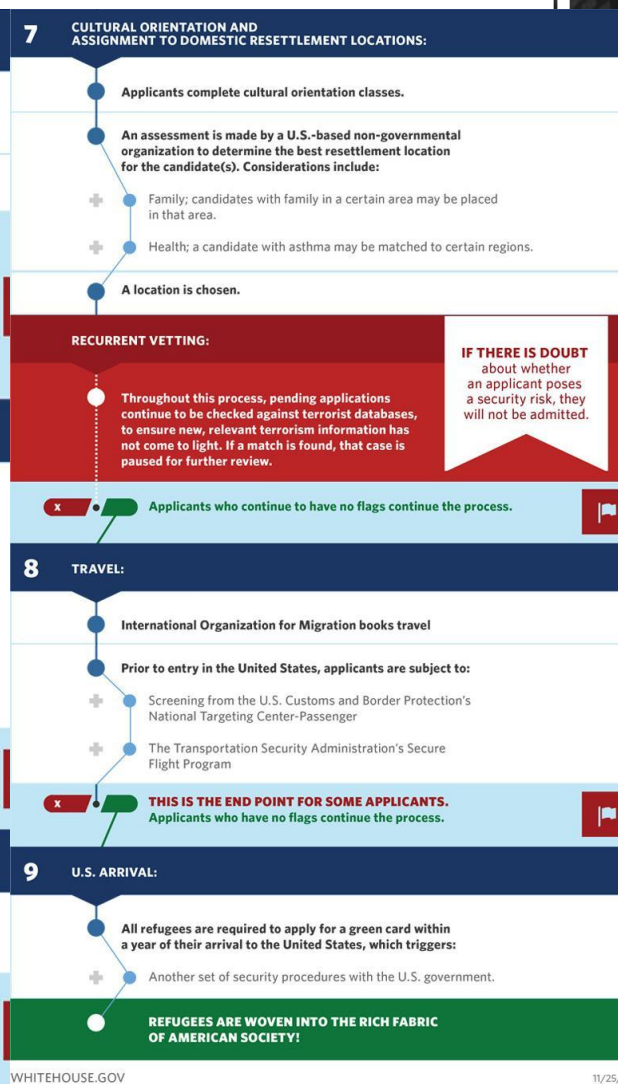 7
CULTURAL ORIENTATION AND
ASSIGNMENT TO DOMESTIC RESETTLEMENT LOCATIONS:
Applicants complete cultural orientation classes.
An assessment is made by a U.S.-based non-governmental
organization to determine the best resettlement location
for the candidate(s). Considerations include:
Family; candidates with family in a certain area may be placed
in that area.
Health; a candidate with asthma may be matched to certain regions.
A location is chosen.
RECURRENT VETTING:
Throughout this process, pending applications
continue to be checked against terrorist databases,
to ensure new, relevant terrorism information has
not come to light. If a match is found, that case is
paused for further review.
IF THERE IS DOUBT
about whether
an applicant poses
a security risk, they
will not be admitted.
x
Applicants who continue to have no flags continue the process.
8
TRAVEL:
International Organization for Migration books travel
Prior to entry in the United States, applicants are subject to:
Screening from the U.S. Customs and Border Protection's
National Targeting Center-Passenger
The Transportation Security Administration's Secure
Flight Program
x
THIS IS THE END POINT FOR SOME APPLICANTS.
Applicants who have no flags continue the process.
9
U.S. ARRIVAL:
All refugees are required to apply for a green card within
a year of their arrival to the United States, which triggers:
Another set of security procedures with the U.S. government.
REFUGEES ARE WOVEN INTO THE RICH FABRIC
OF AMERICAN SOCIETY!
WHITEHOUSE.GOV
11/25/